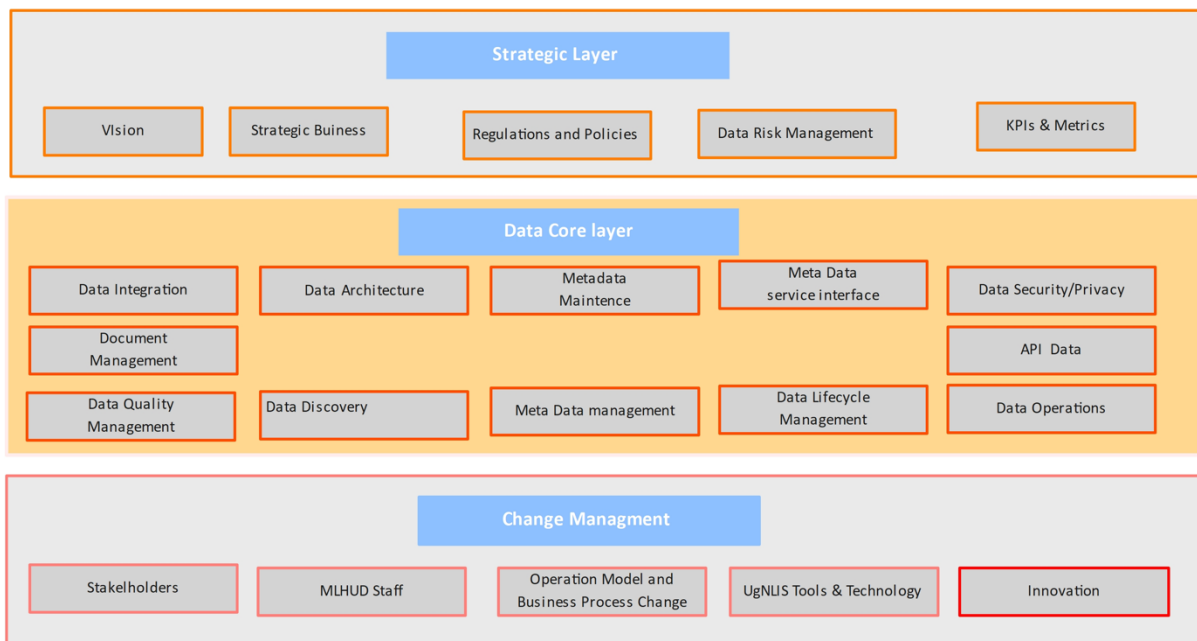 Strategic Layer
VIsion
Strategic Buiness
Regulations and Policies
Data Risk Management
KPIs & Metrics
Data Core layer
Data Integration
Data Architecture
Metadata
Maintence
Meta Data
service interface
Data Security/Privacy
Document
Management
API Data
Data Quality
Management
Data Discovery
Meta Data management
Data Lifecycle
Management
Data Operations
Change Managment
Stakelholders
MLHUD Staff
Operation Model and
Business Process Change
UgNLIS Tools & Technology
Innovation